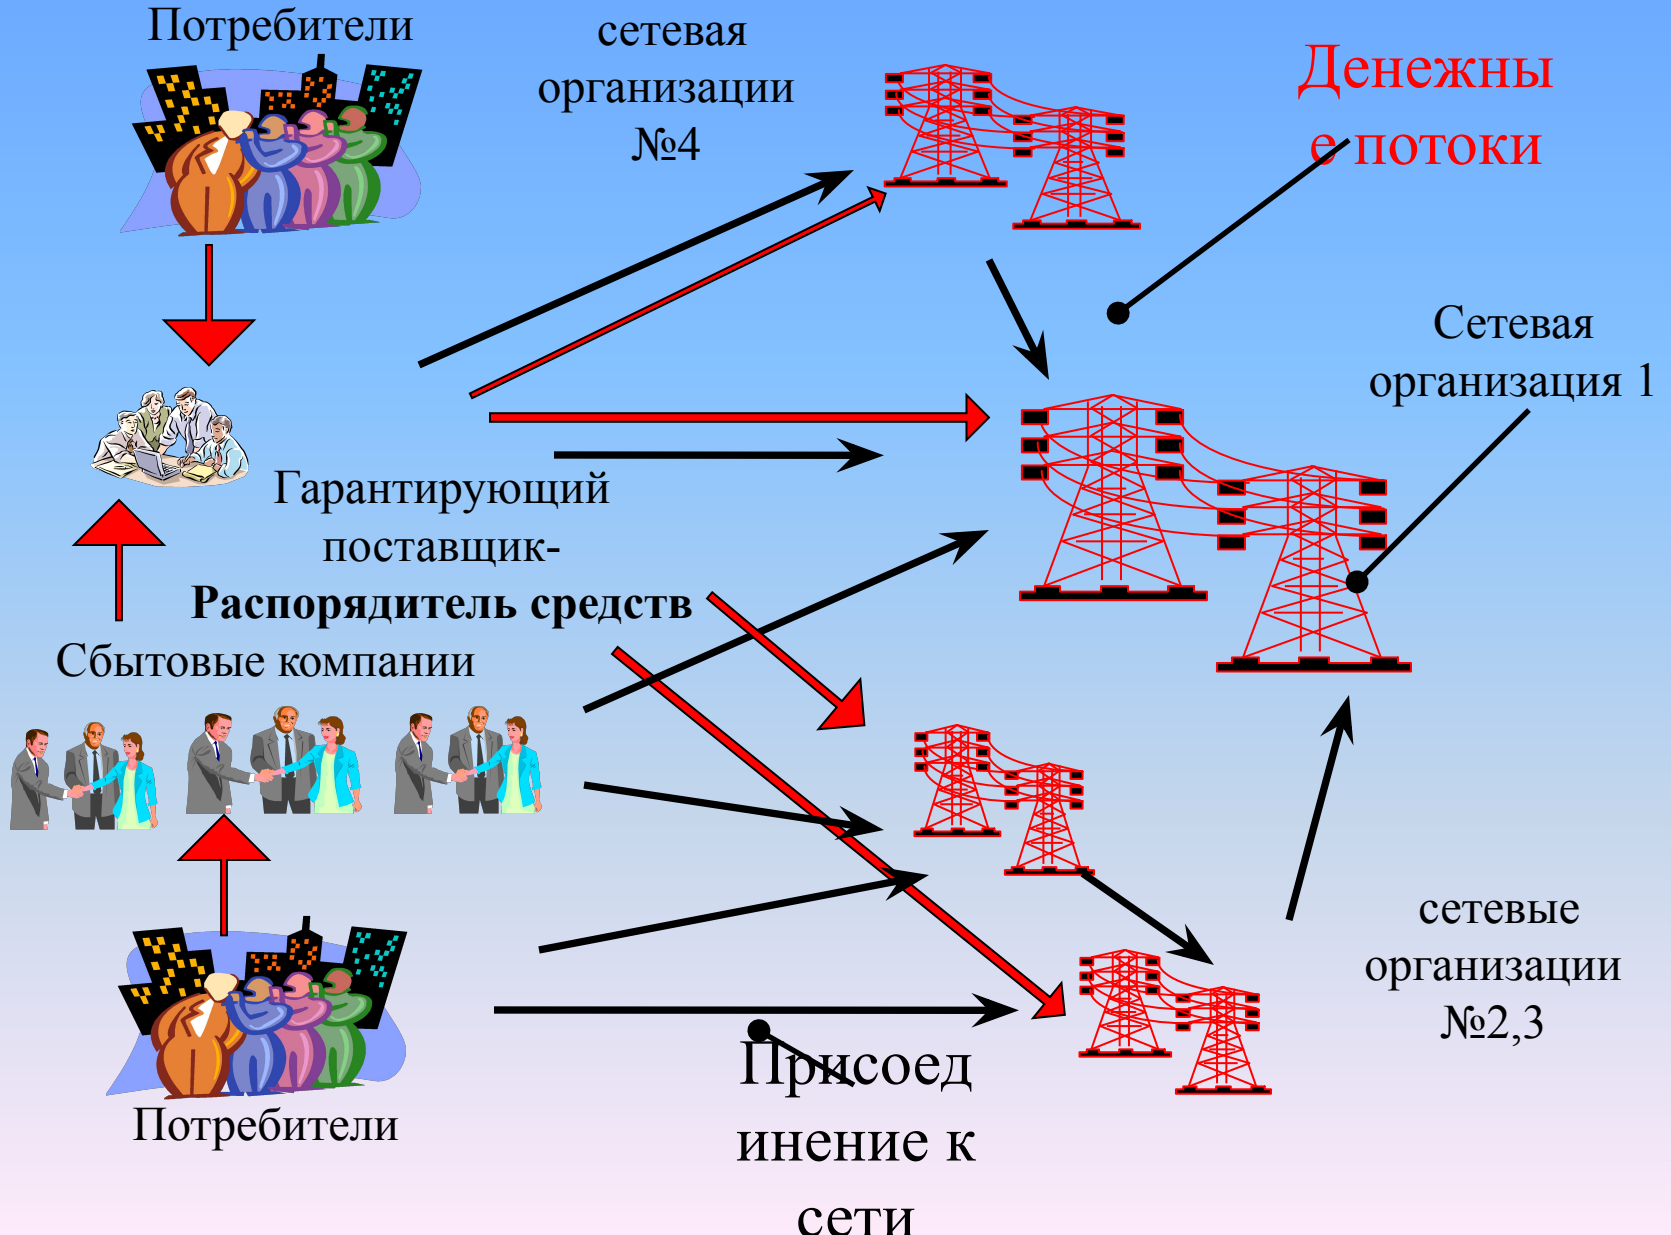 Потребители
сетевая
организации
№4
Денежны
е потоки
Сетевая
организация 1
Гарантирующий
поставщик-
Распорядитель средств
Сбытовые компании
сетевые
организации
№2,3
Присоед
инение к
сети
Потребители